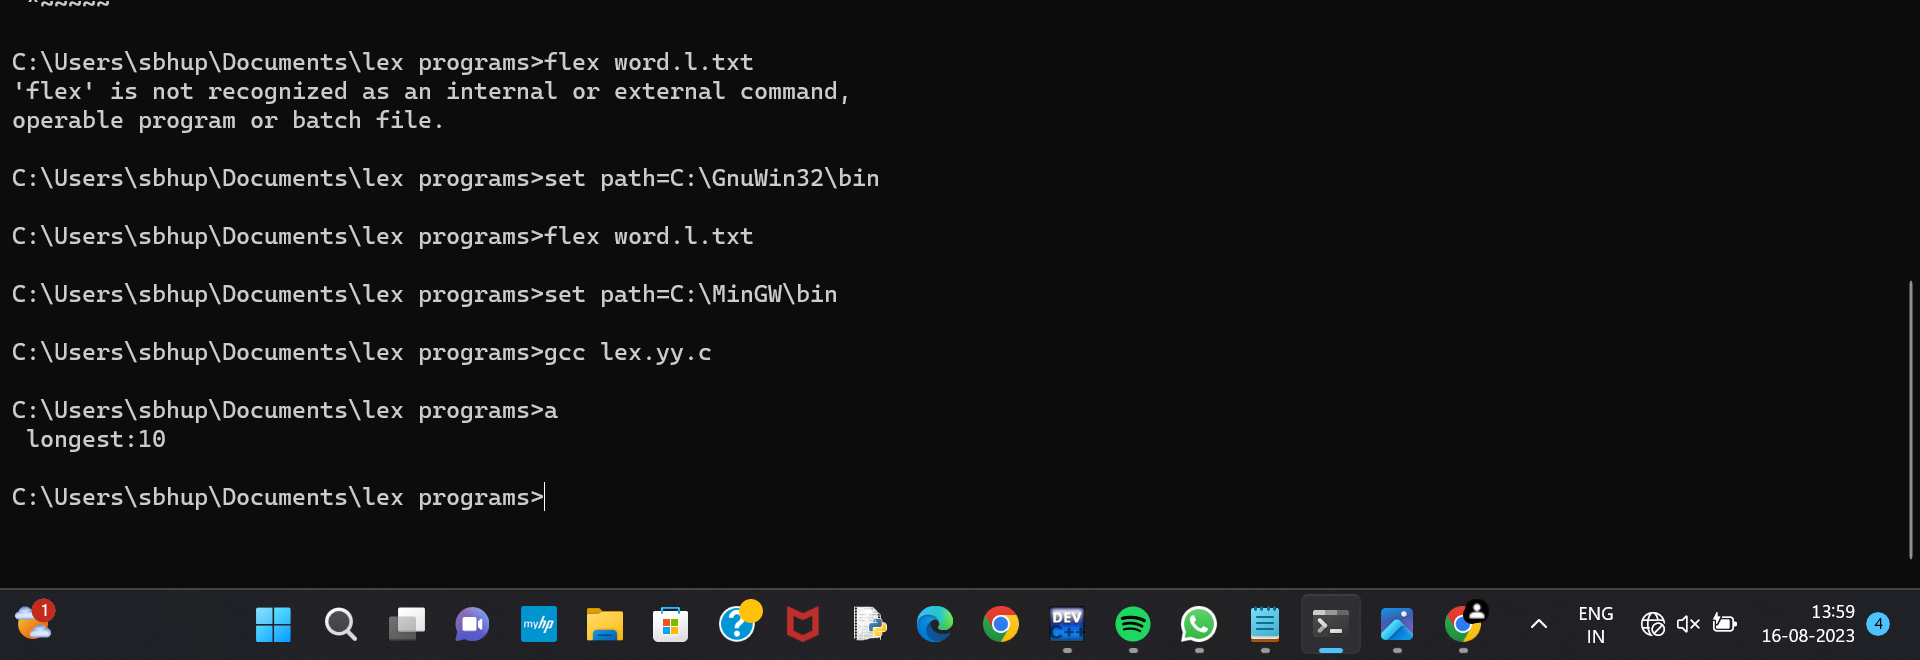 ^~~~~~
C:\Users\sbhup\Documents\lex programs>flex word.l.txt
'flex' is not recognized as an internal or external command,
operable program or batch file.
C:\Users\sbhup\Documents\lex programs>set path=C:\GnuWin32\bin
C:\Users\sbhup\Documents\lex programs>flex word.l.txt
C:\Users\sbhup\Documents\lex programs>set path=C:\MinGW\bin
C:\Users\sbhup\Documents\lex programs>gcc lex.yy.c
C:\Users\sbhup\Documents\lex programs>a
longest:10
C:\Users\sbhup\Documents\lex programs>
1
myhp
?
DEV
C++
ENG
IN
13:59
16-08-2023
4